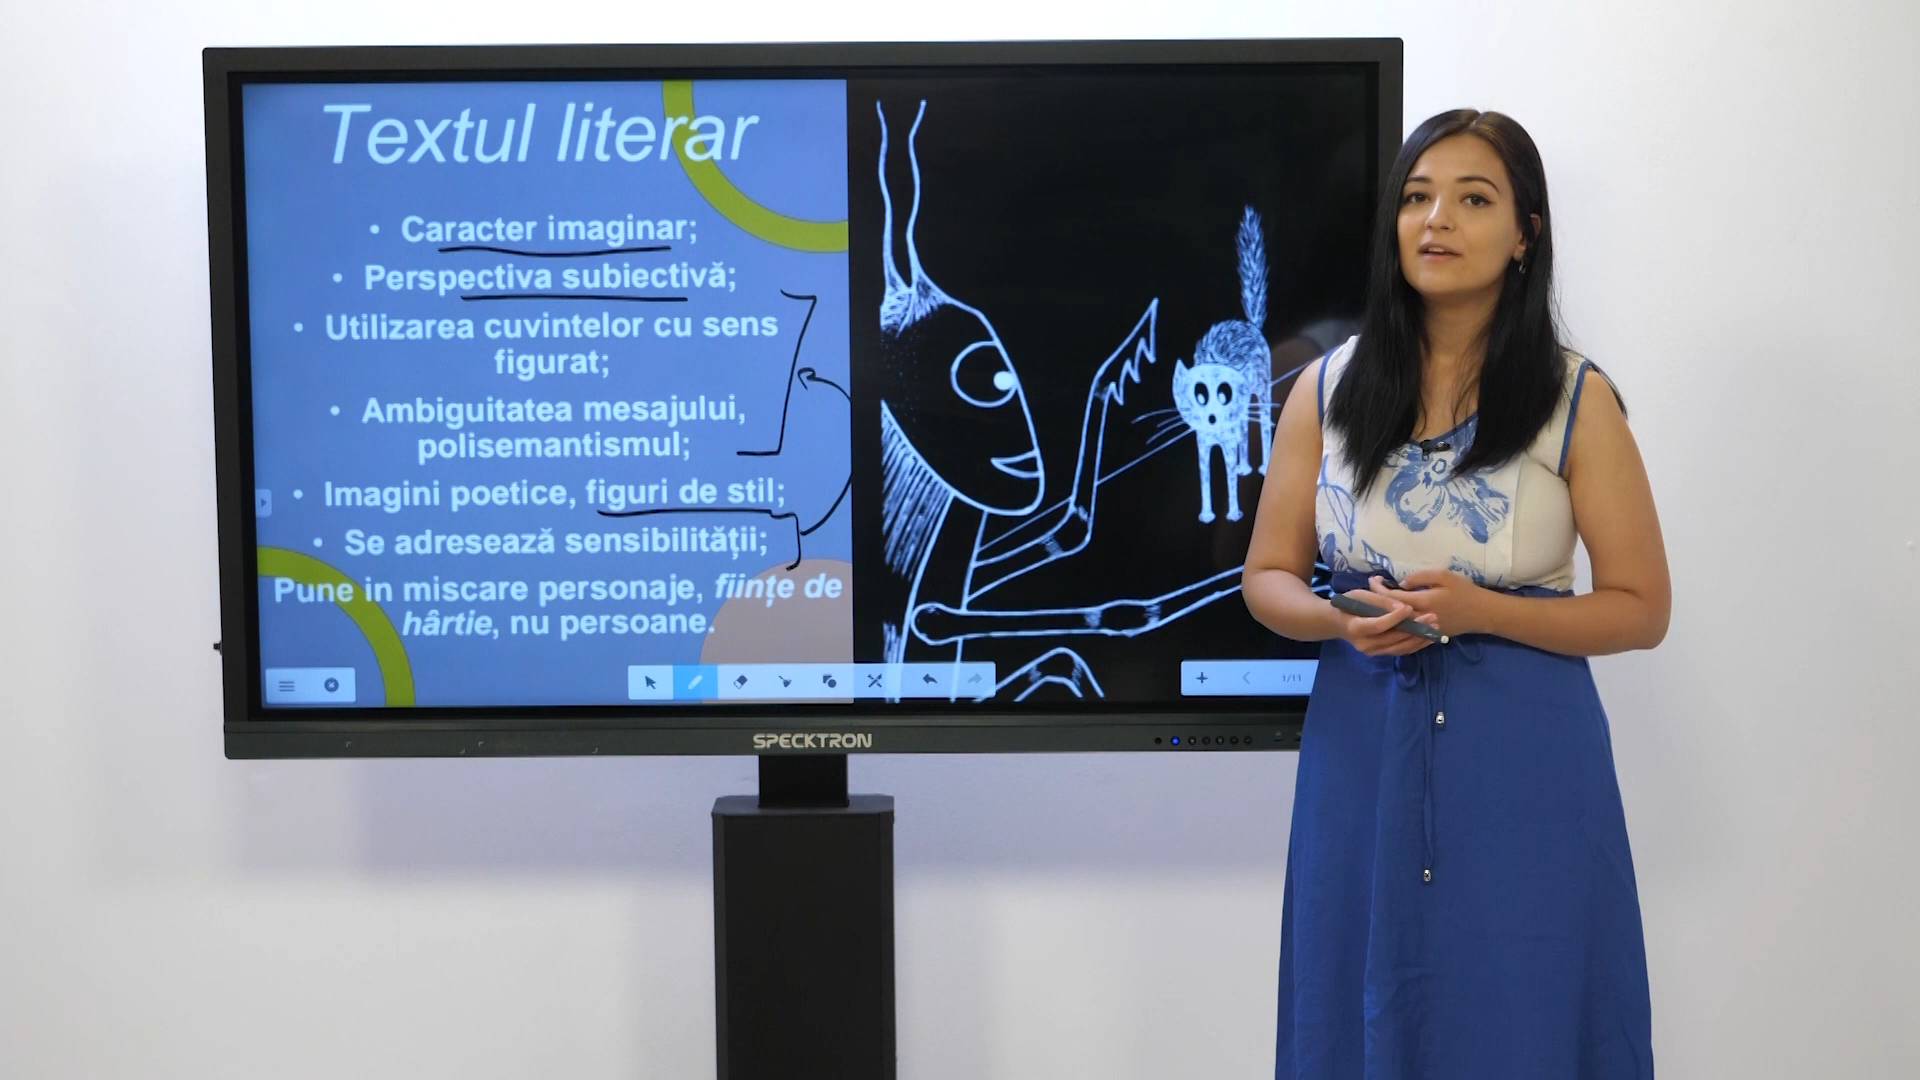 Textul literar
• Caracter imaginar;
• Perspectiva subiectivă;
• Utilizarea cuvintelor cu sens
figurat;
• Ambiguitatea mesajului,
polisemantismul;
• Imagini poetice, figuri de stil;
• Se adresează sensibilității;
Pune in miscare personaje, ființe de
hârtie, nu persoane.
1/11
SPECKTRON